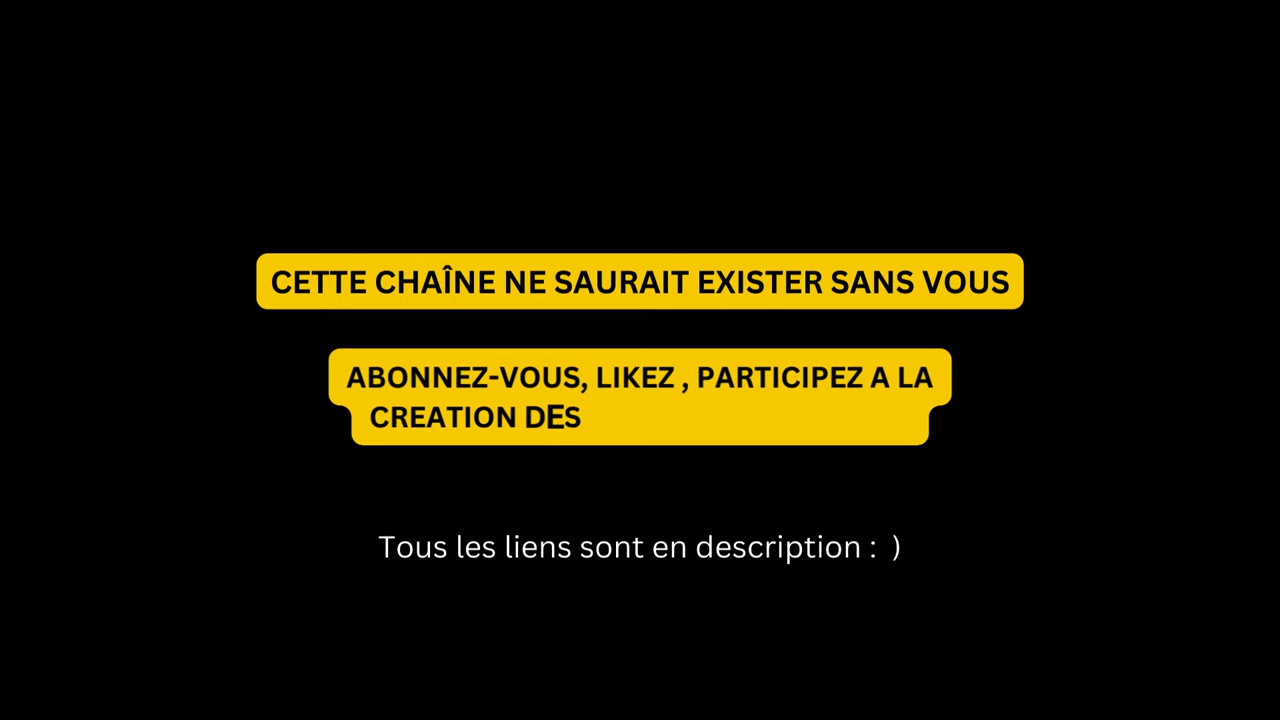 CETTE CHAÎNE NE SAURAIT EXISTER SANS VOUS
ABONNEZ-VOUS, LIKEZ , PARTICIPEZ A LA
CREATION DES
Tous les liens sont en description : )